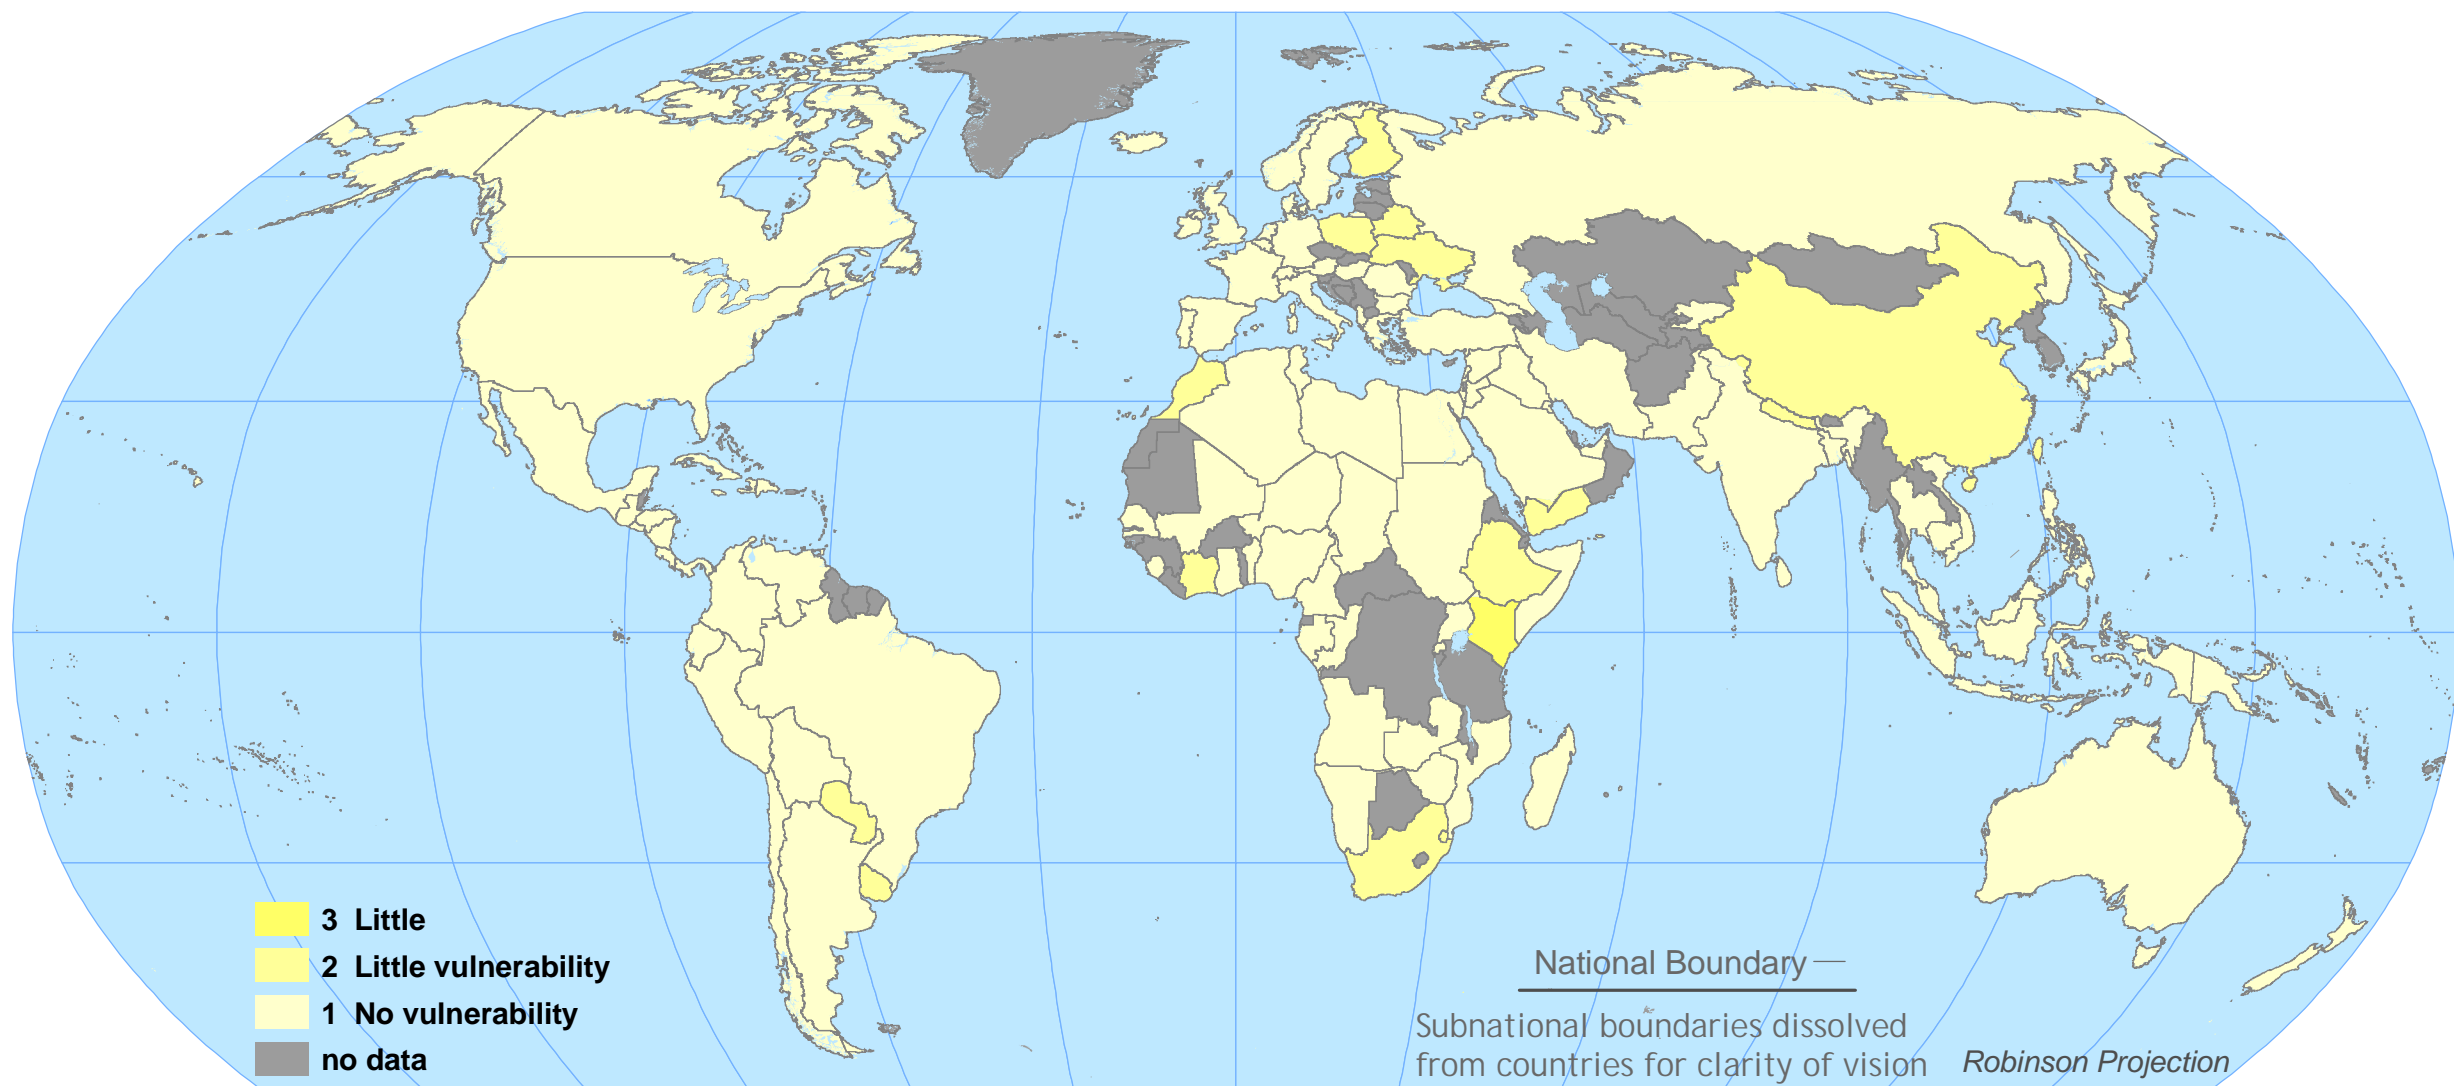 3 Little
2 Little vulnerability
1 No vulnerability
no data
National Boundary
Subnational boundaries dissolved
from countries for clarity of vision
Robinson Projection